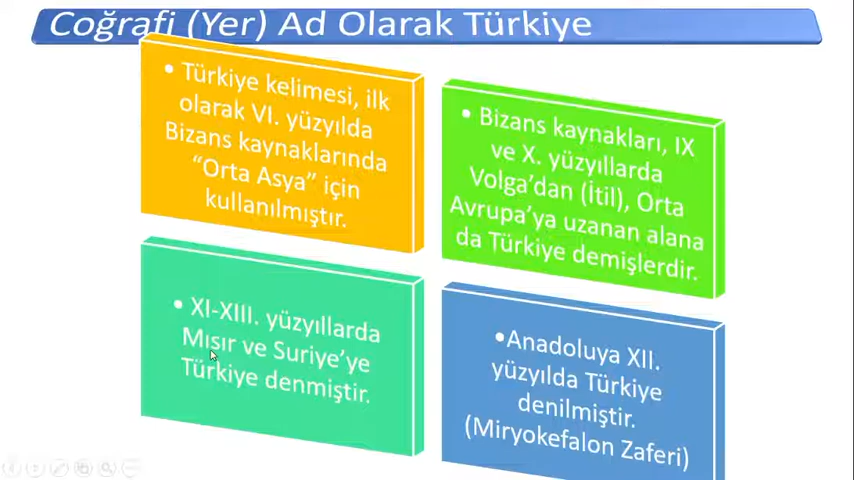 Coğrafi (Yer) Ad Olarak Türkiye
• Türkiye kelimesi, ilk
olarak VI. yüzyılda
Bizans kaynaklarında
“Orta Asya” için
kullanılmıştır.
• Bizans kaynakları, IX
ve X. yüzyıllarda
Volga’dan (İtil), Orta
Avrupa’ya uzanan alana
da Türkiye demişlerdir.
• XI-XIII. yüzyıllarda
Mısır ve Suriye’ye
Türkiye denmiştir.
•Anadoluya XII.
yüzyılda Türkiye
denilmiştir.
(Miryokefalon Zaferi)